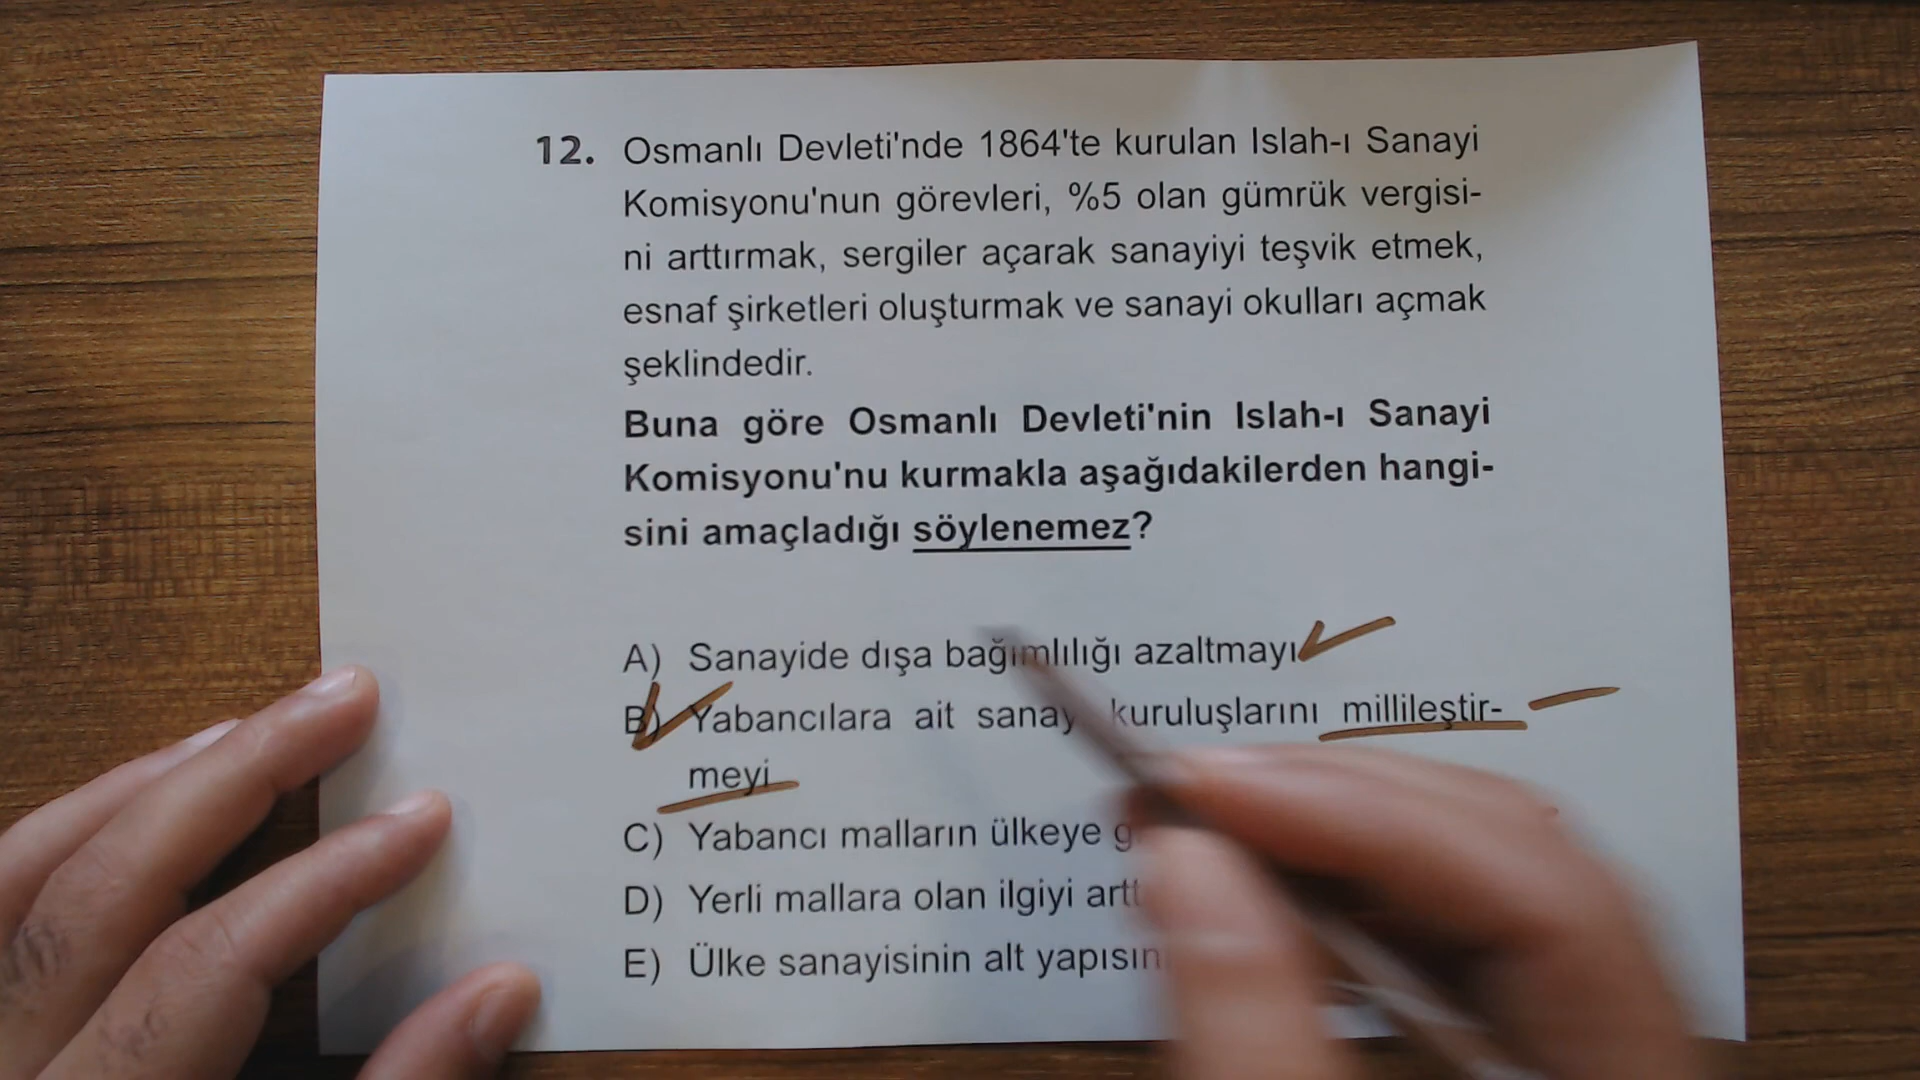 12. Osmanlı Devleti'nde 1864'te kurulan Islah-ı Sanayi
Komisyonu'nun görevleri, %5 olan gümrük vergisi-
ni arttırmak, sergiler açarak sanayiyi teşvik etmek,
esnaf şirketleri oluşturmak ve sanayi okulları açmak
şeklindedir.
Buna göre Osmanlı Devleti'nin Islah-ı Sanayi
Komisyonu'nu kurmakla aşağıdakilerden hangi-
sini amaçladığı söylenemez?
A) Sanayide dışa bağımlılığı azaltmayı
B) Yabancılara ait kuruluşlarını millileştir-
meyi
C) Yabancı malların ülkeye
D) Yerli mallara olan ilgiyi
E) Ülke sanayisinin alt